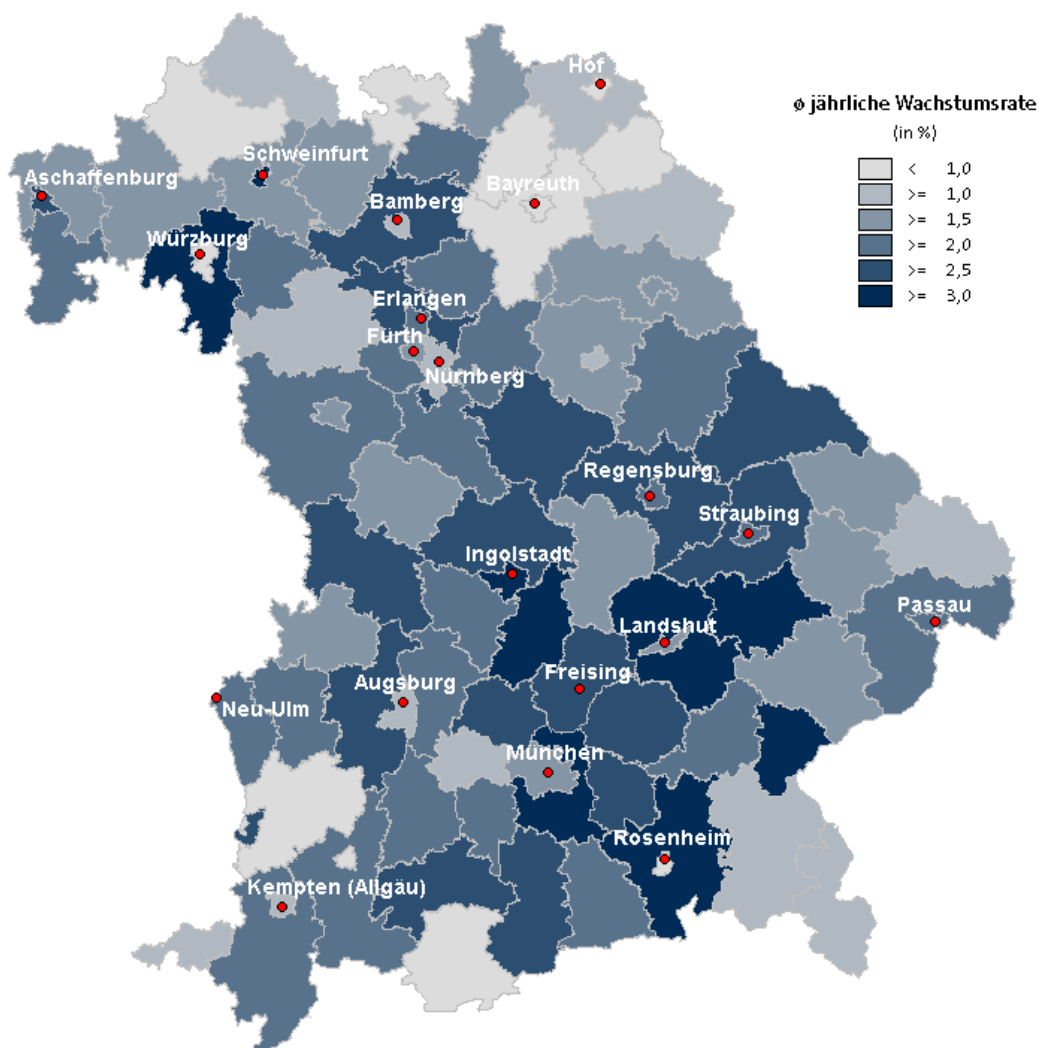 Hof
ø jährliche Wachstumsrate
(in %)
< 1,0
>= 1,0
>= 1,5
>= 2,0
>= 2,5
>= 3,0
Schweinfurt
Aschaffenburg
Bayreuth
Bamberg
Würzburg
Erlangen
Fürth
Nürnberg
Regensburg
Straubing
Ingolstadt
Passau
Landshut
Freising
Augsburg
Neu-Ulm
München
Rosenheim
Kempten (Allgäu)